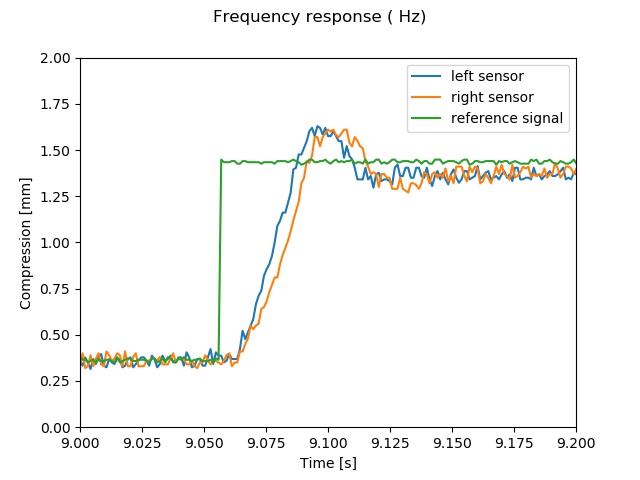 Frequency response ( Hz)
2.00
1.75
1.50
1.25
1.00
0.75
0.50
0.25
0.00
Compression [mm]
left sensor
right sensor
reference signal
9.000 9.025 9.050 9.075 9.100 9.125 9.150 9.175 9.200
Time [s]